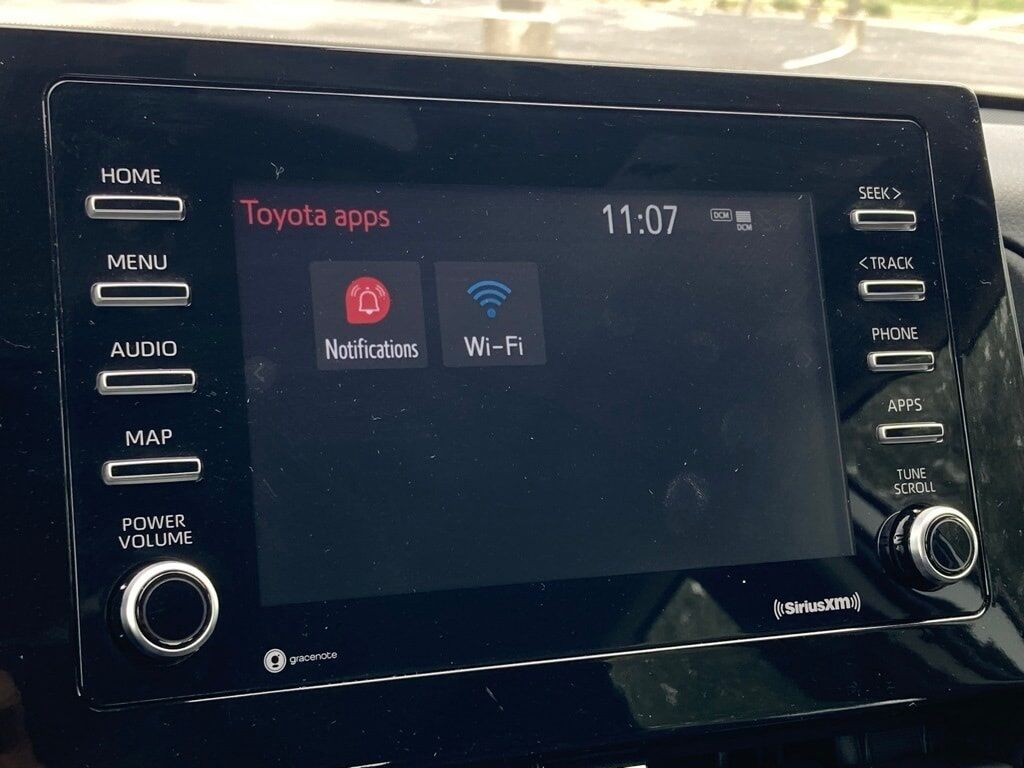 HOME
MENU
AUDIO
MAP
POWER
VOLUME
Toyota apps
11:07
DCM
DCM
Notifications
Wi-Fi
SEEK >
< TRACK
PHONE
APPS
TUNE
SCROLL
gracenote
((SiriusXM))